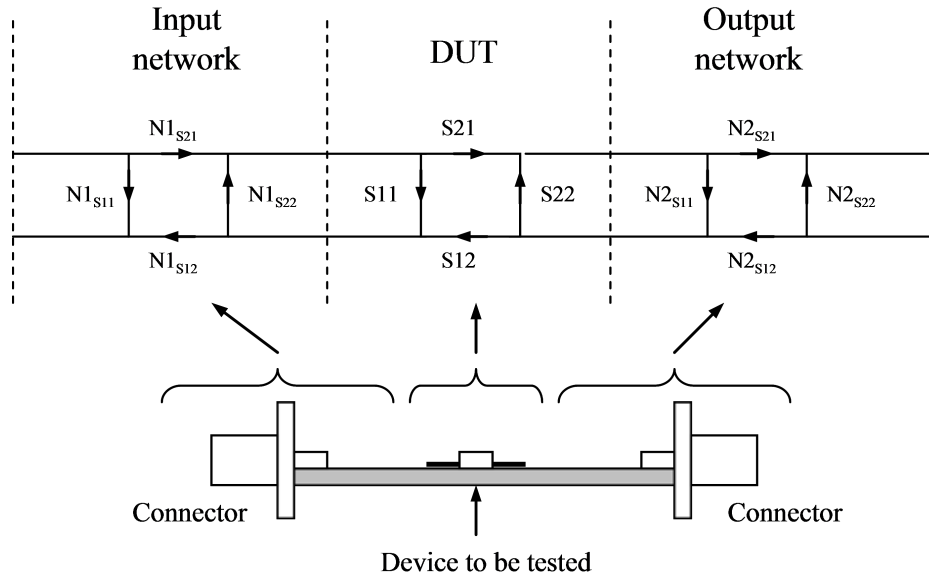 Input
network
DUT
Output
network
N1S21
S21
N2S21
N1S11
N1S22
S11
S22
N2S11
N2S22
N1S12
S12
N2S12
Connector
Connector
Device to be tested